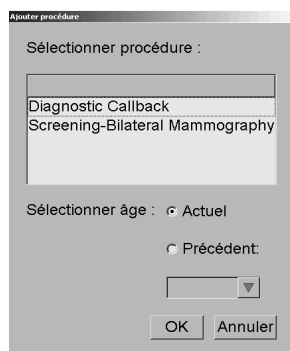 Ajouter procédure
Sélectionner procédure :
Diagnostic Callback
Screening-Bilateral Mammography
Sélectionner âge :
Actuel
Précédent:
OK
Annuler